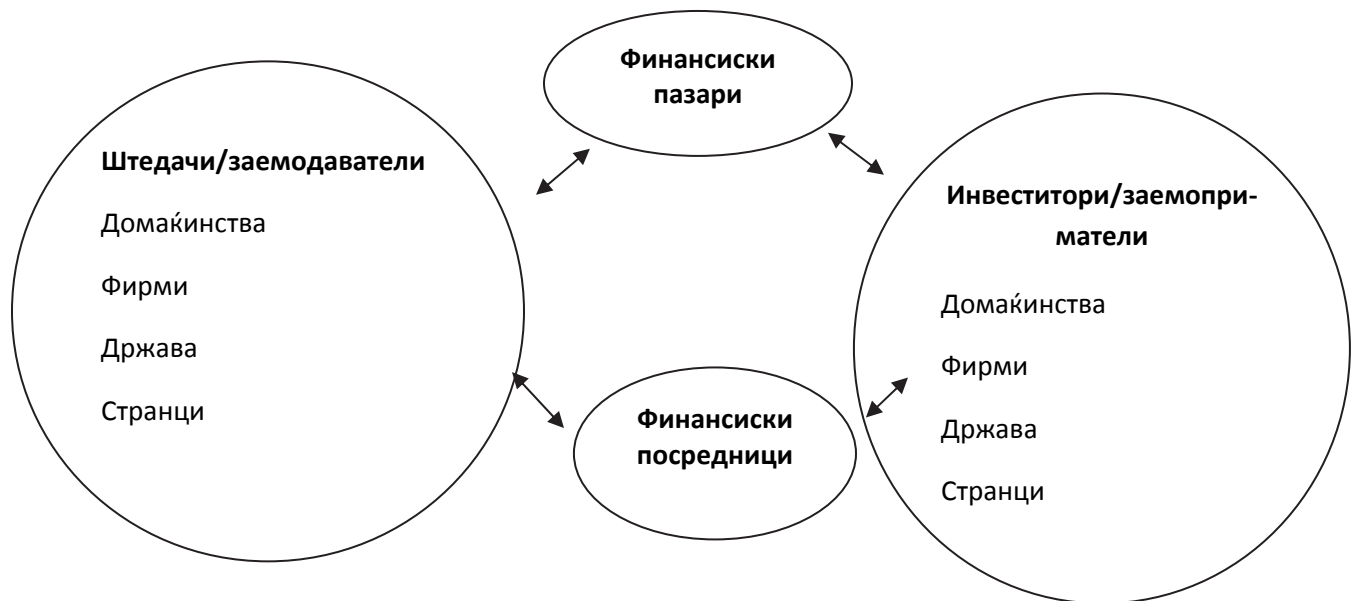 Финансиски
пазари
Штедачи/заемодаватели
Домаќинства
Фирми
Држава
Странци
Инвеститори/заемопри-
матели
Домаќинства
Фирми
Држава
Странци
Финансиски
посредници